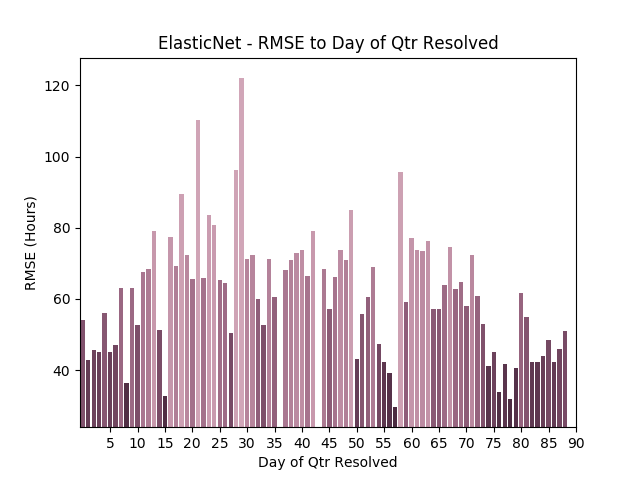 ElasticNet - RMSE to Day of Qtr Resolved
120
100
80
60
40
RMSE (Hours)
5 10 15 20 25 30 35 40 45 50 55 60 65 70 75 80 85 90
Day of Qtr Resolved